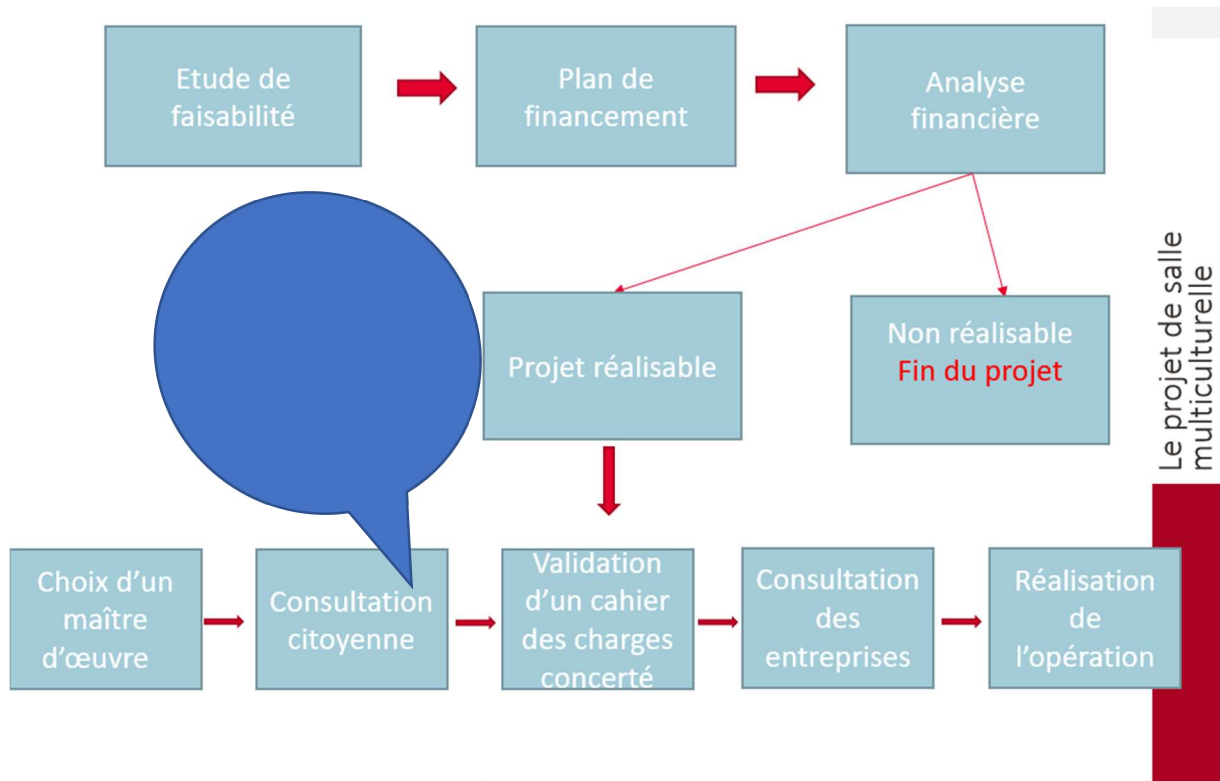 Etude de
faisabilité
Plan de
financement
Analyse
financière
Projet réalisable
Non réalisable
Fin du projet
Le projet de salle
multiculturelle
Choix d’un
maître
d’œuvre
Consultation
citoyenne
Validation
d’un cahier
des charges
concerté
Consultation
des
entreprises
Réalisation
de
l’opération